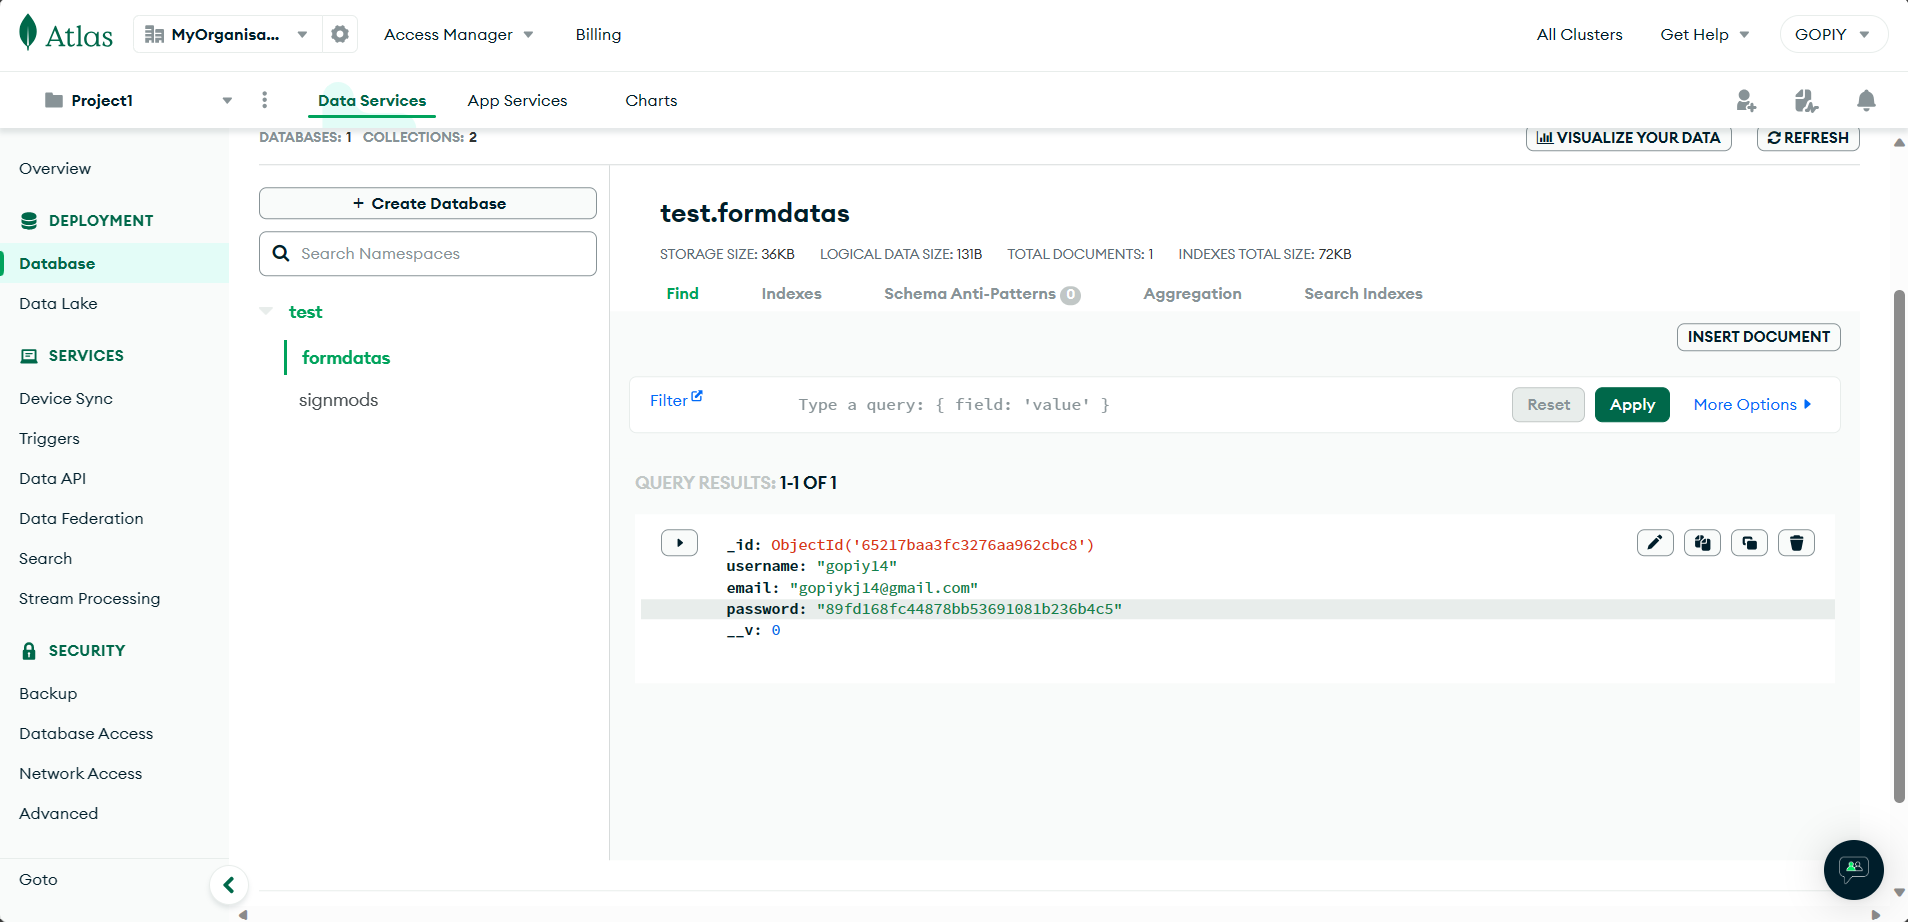 Atlas
MyOrganisa...
Access Manager
Billing
All Clusters
Get Help
GOPIY
Project1
Data Services
App Services
Charts
DATABASES: 1 COLLECTIONS: 2
VISUALIZE YOUR DATA
REFRESH
Overview
DEPLOYMENT
Database
Data Lake
SERVICES
Device Sync
Triggers
Data API
Data Federation
Search
Stream Processing
SECURITY
Backup
Database Access
Network Access
Advanced
Goto
+ Create Database
Search Namespaces
test
formdatas
signmods
test.formdatas
STORAGE SIZE: 36KB LOGICAL DATA SIZE: 131B TOTAL DOCUMENTS: 1 INDEXES TOTAL SIZE: 72KB
Find
Indexes
Schema Anti-Patterns 0
Aggregation
Search Indexes
INSERT DOCUMENT
Filter
Type a query: { field: 'value' }
Reset
Apply
More Options
QUERY RESULTS: 1-1 OF 1
_id: ObjectId('65217baa3fc3276aa962cbc8')
username: "gopiy14"
email: "gopiykj14@gmail.com"
password: "89fd168fc44878bb53691081b236b4c5"
__v: 0